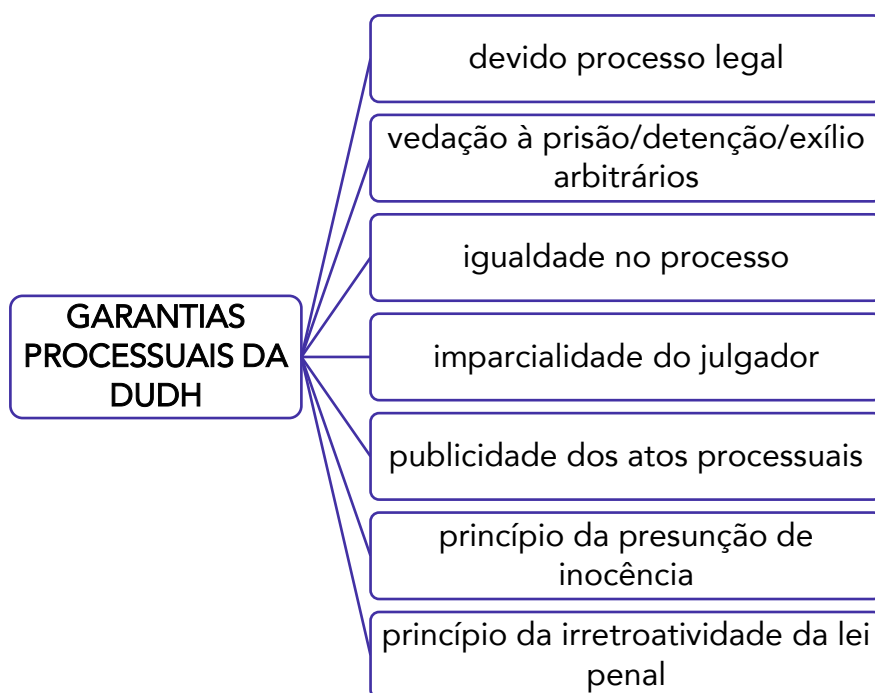 devido processo legal
vedação à prisão/detenção/exílio
arbitrários
igualdade no processo
GARANTIAS
PROCESSUAIS DA
DUDH
imparcialidade do julgador
publicidade dos atos processuais
princípio da presunção de
inocência
princípio da irretroatividade da lei
penal